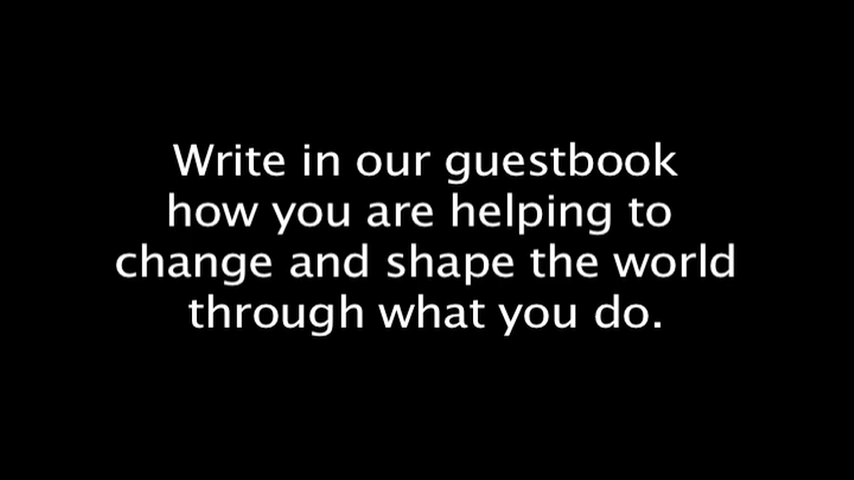 Write in our guestbook
how you are helping to
change and shape the world
through what you do.